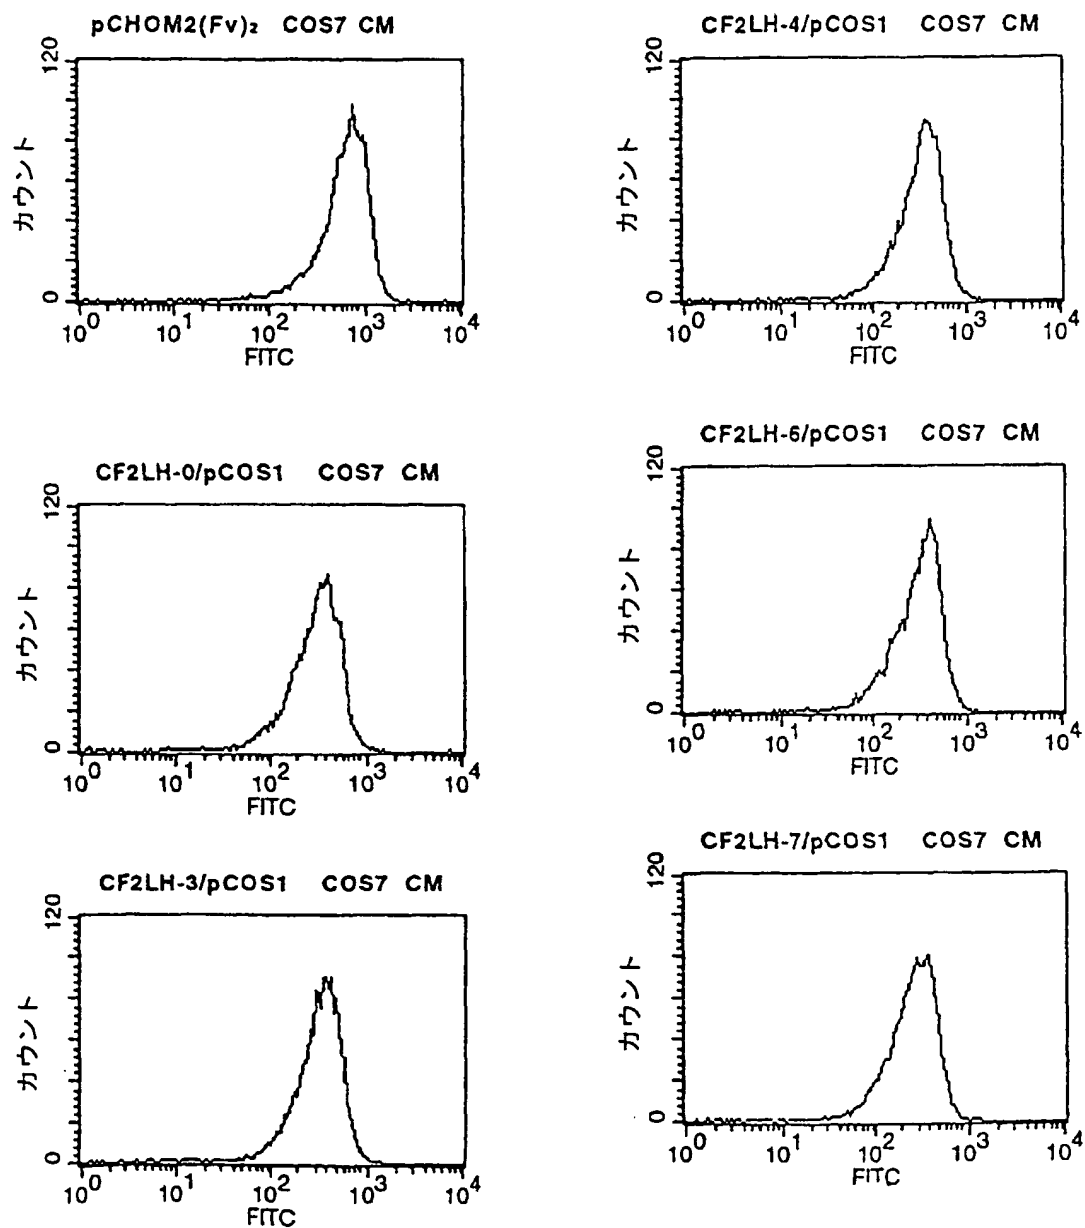 pCHOM2(Fv)₂ COS7 CM
120
カウント
0
10⁰ 10¹ 10² 10³ 10⁴
FITC
CF2LH-0/pCOS1 COS7 CM
120
カウント
0
10⁰ 10¹ 10² 10³ 10⁴
FITC
CF2LH-3/pCOS1 COS7 CM
120
カウント
0
10⁰ 10¹ 10² 10³ 10⁴
FITC
CF2LH-4/pCOS1 COS7 CM
120
カウント
0
10⁰ 10¹ 10² 10³ 10⁴
FITC
CF2LH-6/pCOS1 COS7 CM
120
カウント
0
10⁰ 10¹ 10² 10³ 10⁴
FITC
CF2LH-7/pCOS1 COS7 CM
120
カウント
0
10⁰ 10¹ 10² 10³ 10⁴
FITC